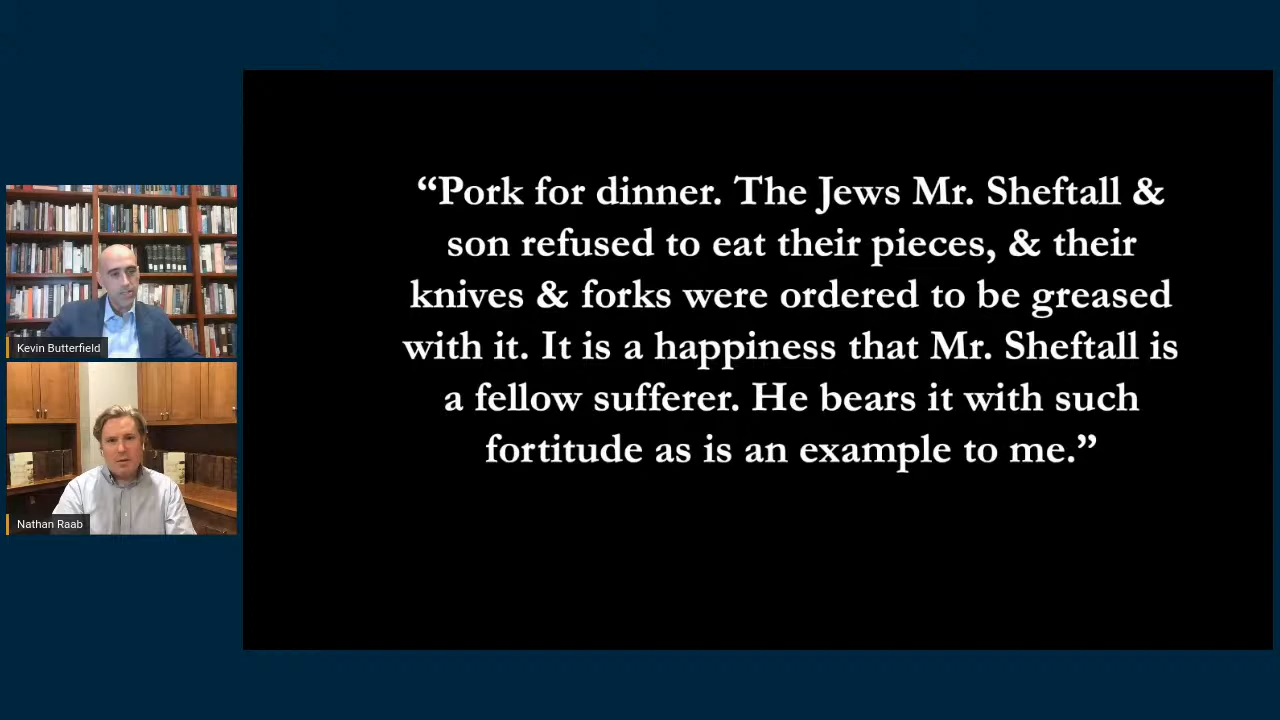 “Pork for dinner. The Jews Mr. Sheftall &
son refused to eat their pieces, & their
knives & forks were ordered to be greased
with it. It is a happiness that Mr. Sheftall is
a fellow sufferer. He bears it with such
fortitude as is an example to me.”
Kevin Butterfield
Nathan Raab